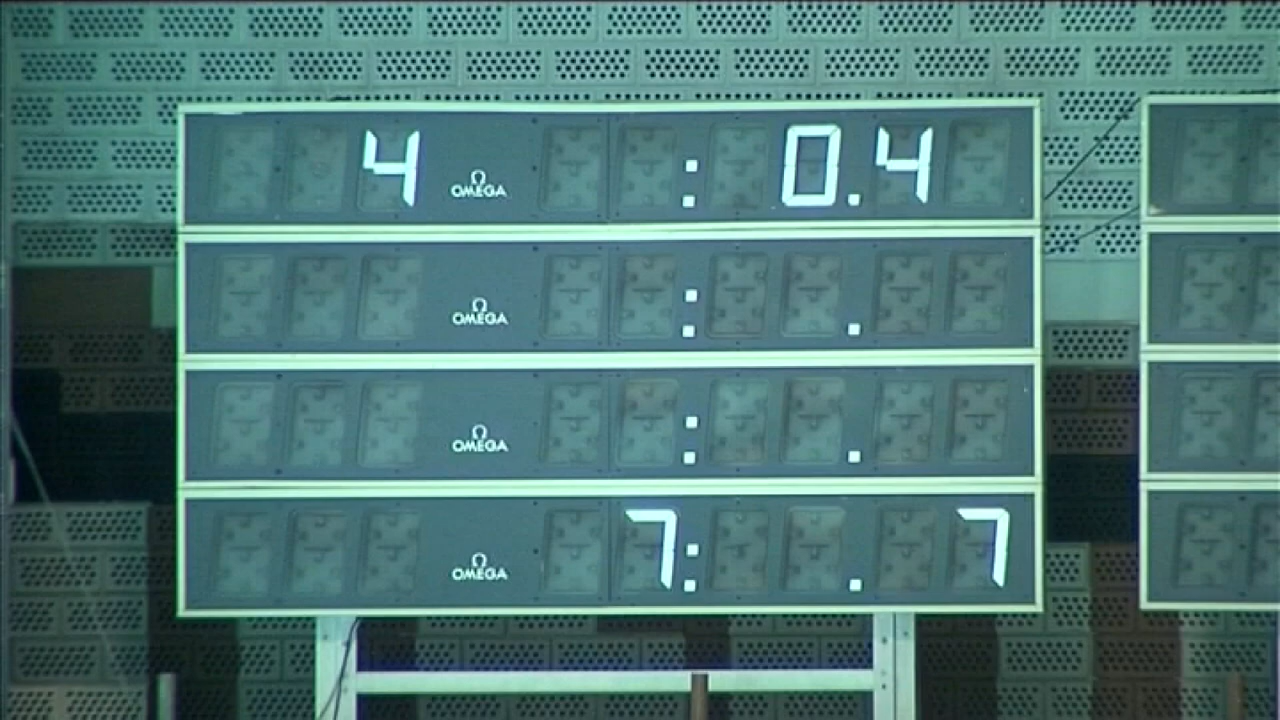 4 Ω OMEGA : 0.4
Ω OMEGA : .
Ω OMEGA : .
Ω OMEGA 7: . 7